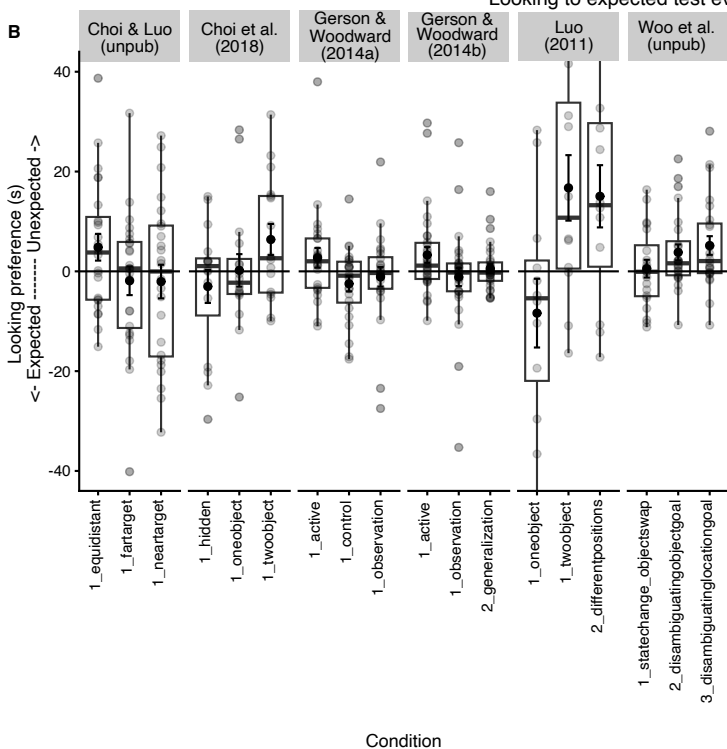 Looking to expected test ev
B
Choi & Luo
(unpub)
Choi et al.
(2018)
Gerson &
Woodward
(2014a)
Gerson &
Woodward
(2014b)
Luo
(2011)
Woo et al.
(unpub)
Looking preference (s)
<- Expected ------- Unexpected ->
40
20
0
-20
-40
1_equidistant
1_fartarget
1_neartarget
1_hidden
1_oneobject
1_twoobject
1_active
1_control
1_observation
1_active
1_observation
2_generalization
1_oneobject
1_twoobject
2_differentpositions
1_statechange_objectswap
2_disambiguatingobjectgoal
3_disambiguatinglocationgoal
Condition